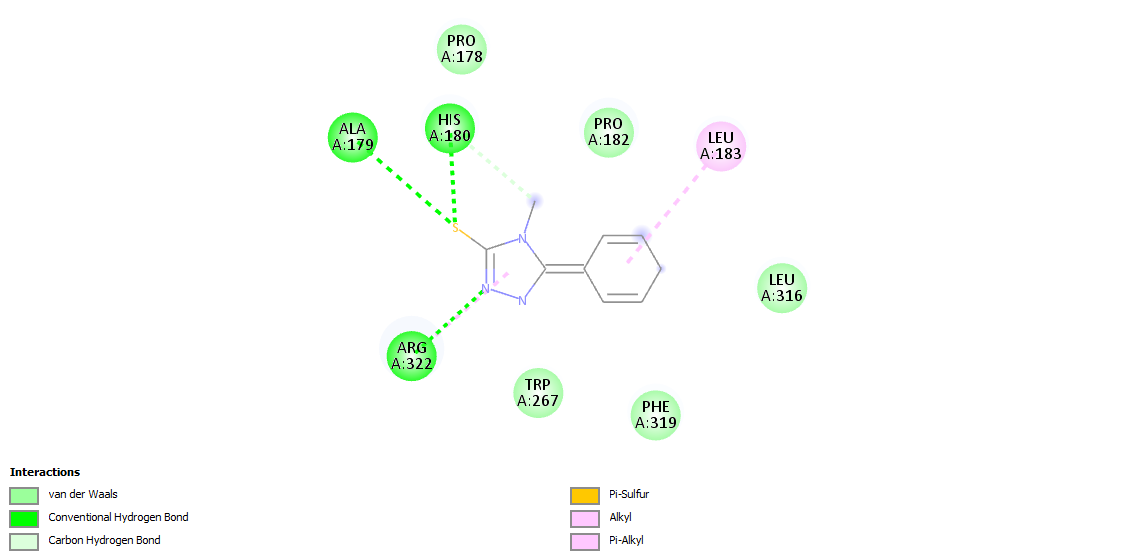 PRO
A:178
ALA
A:179
HIS
A:180
PRO
A:182
LEU
A:183
S
N
N
N
LEU
A:316
ARG
A:322
TRP
A:267
PHE
A:319
Interactions
van der Waals
Conventional Hydrogen Bond
Carbon Hydrogen Bond
Pi-Sulfur
Alkyl
Pi-Alkyl